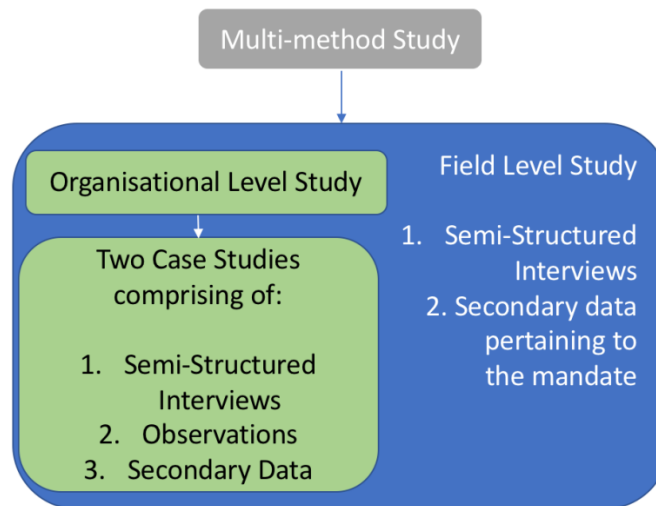 Multi-method Study
Organisational Level Study
Two Case Studies
comprising of:
1. Semi-Structured
Interviews
2. Observations
3. Secondary Data
Field Level Study
1. Semi-Structured
Interviews
2. Secondary data
pertaining to
the mandate